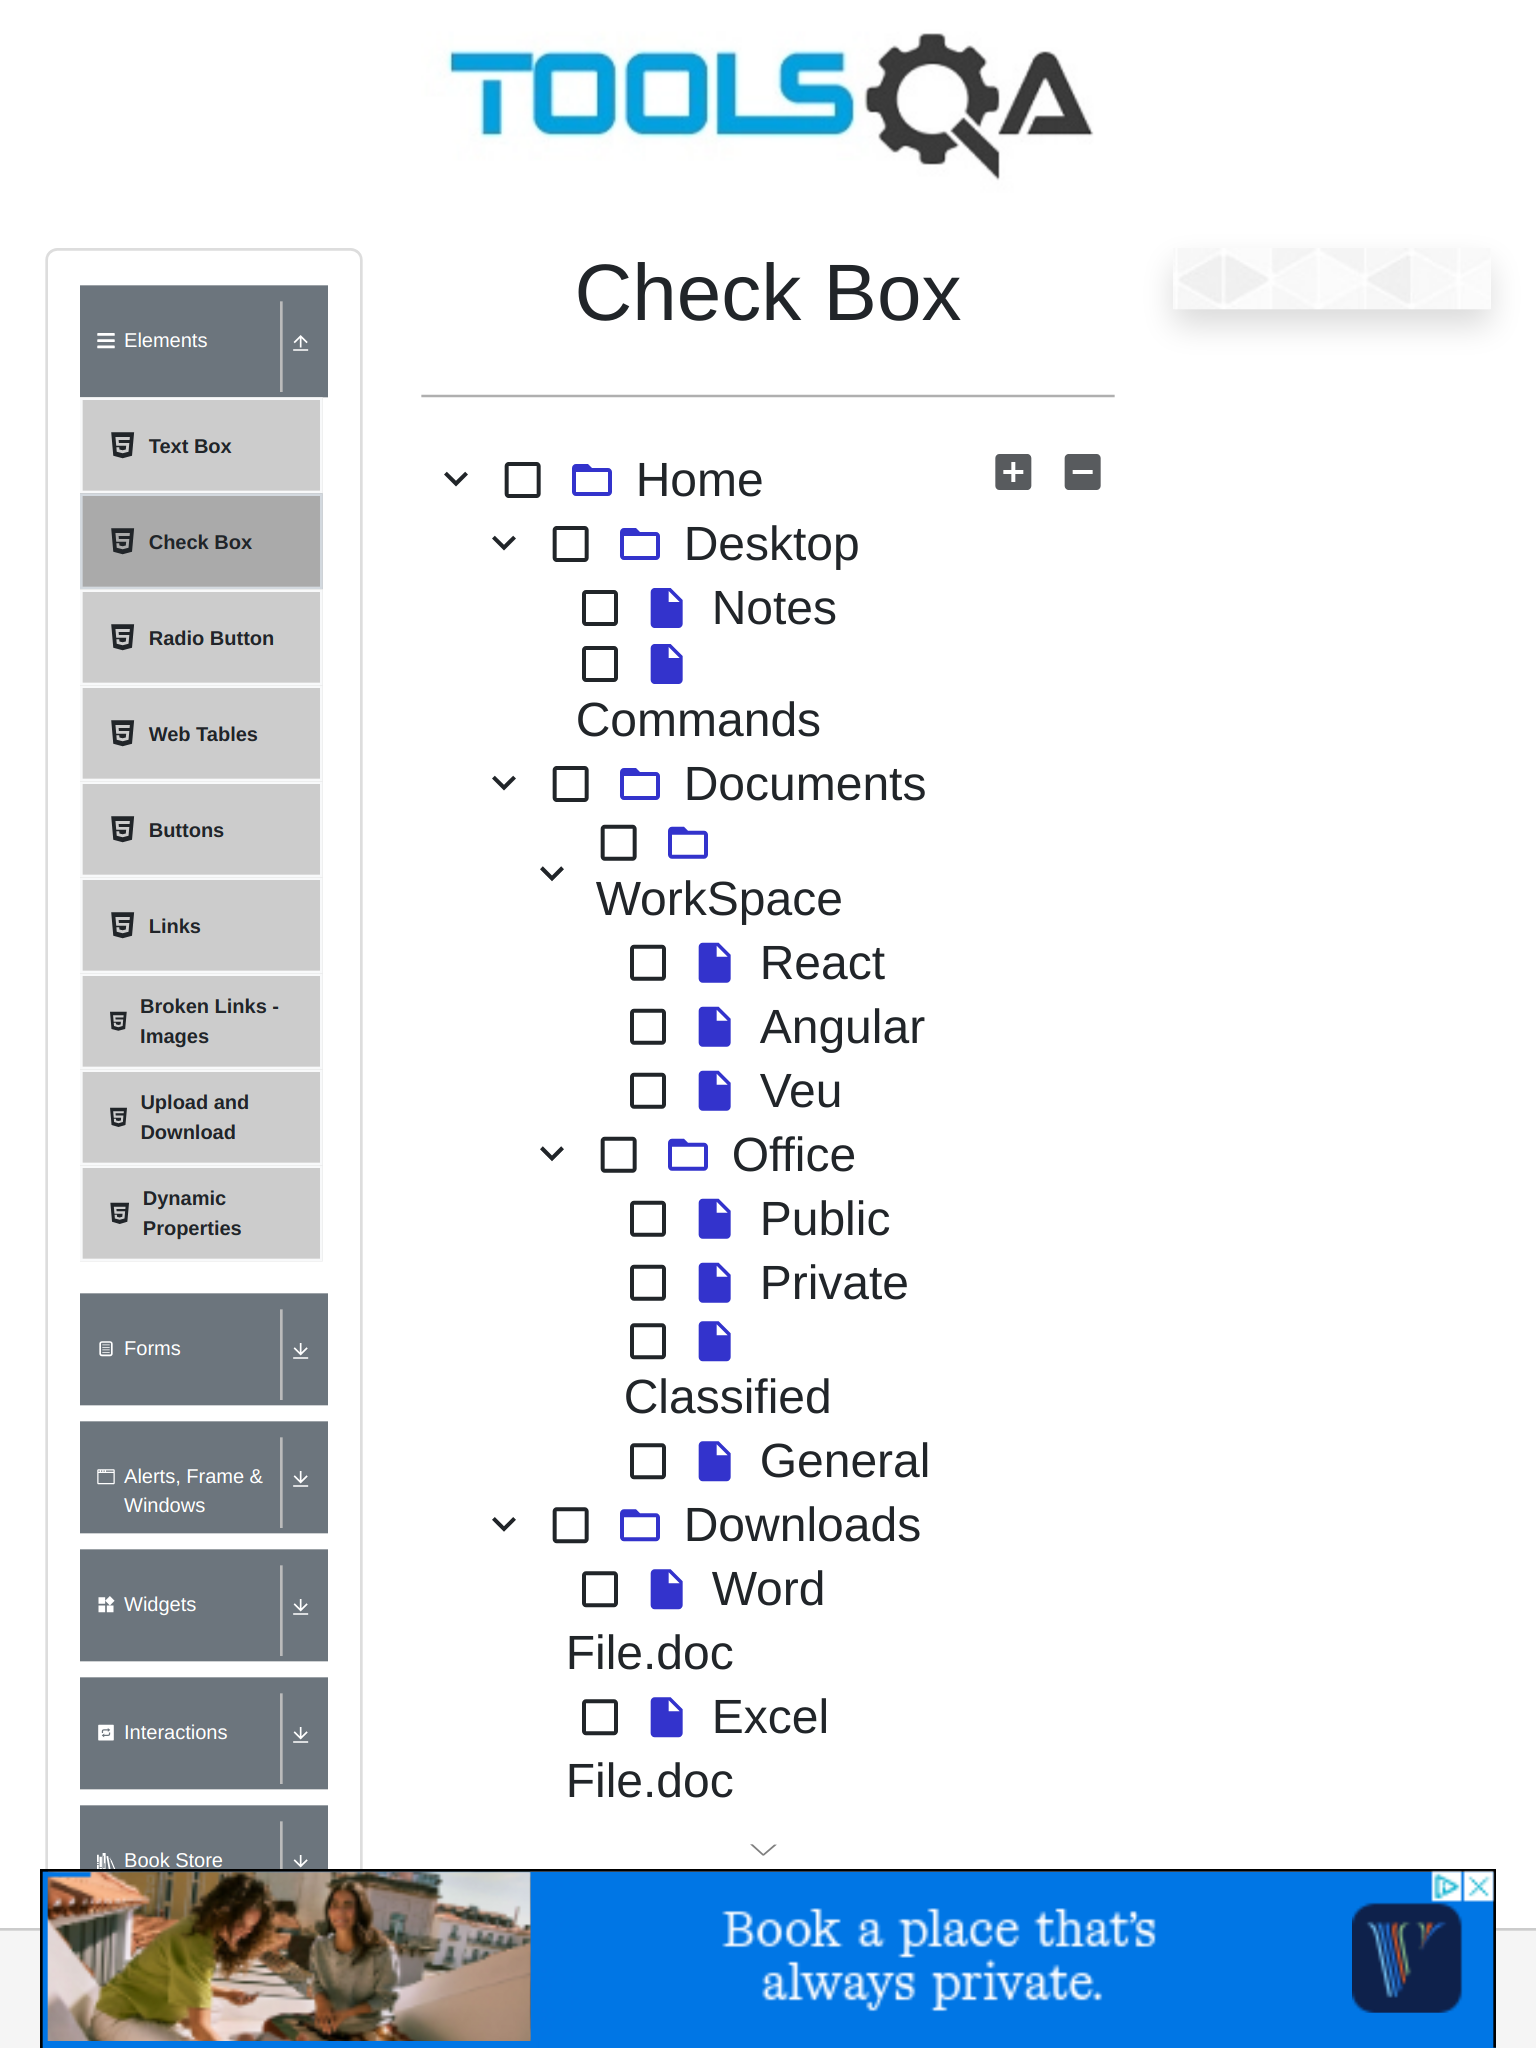 TOOLSQA
Check Box
Elements
Text Box
Check Box
Radio Button
Web Tables
Buttons
Links
Broken Links -
Images
Upload and
Download
Dynamic
Properties
Forms
Alerts, Frame &
Windows
Widgets
Interactions
Book Store
Home
Desktop
Notes
Commands
Documents
WorkSpace
React
Angular
Veu
Office
Public
Private
Classified
General
Downloads
Word
File.doc
Excel
File.doc
Book a place that's
always private.